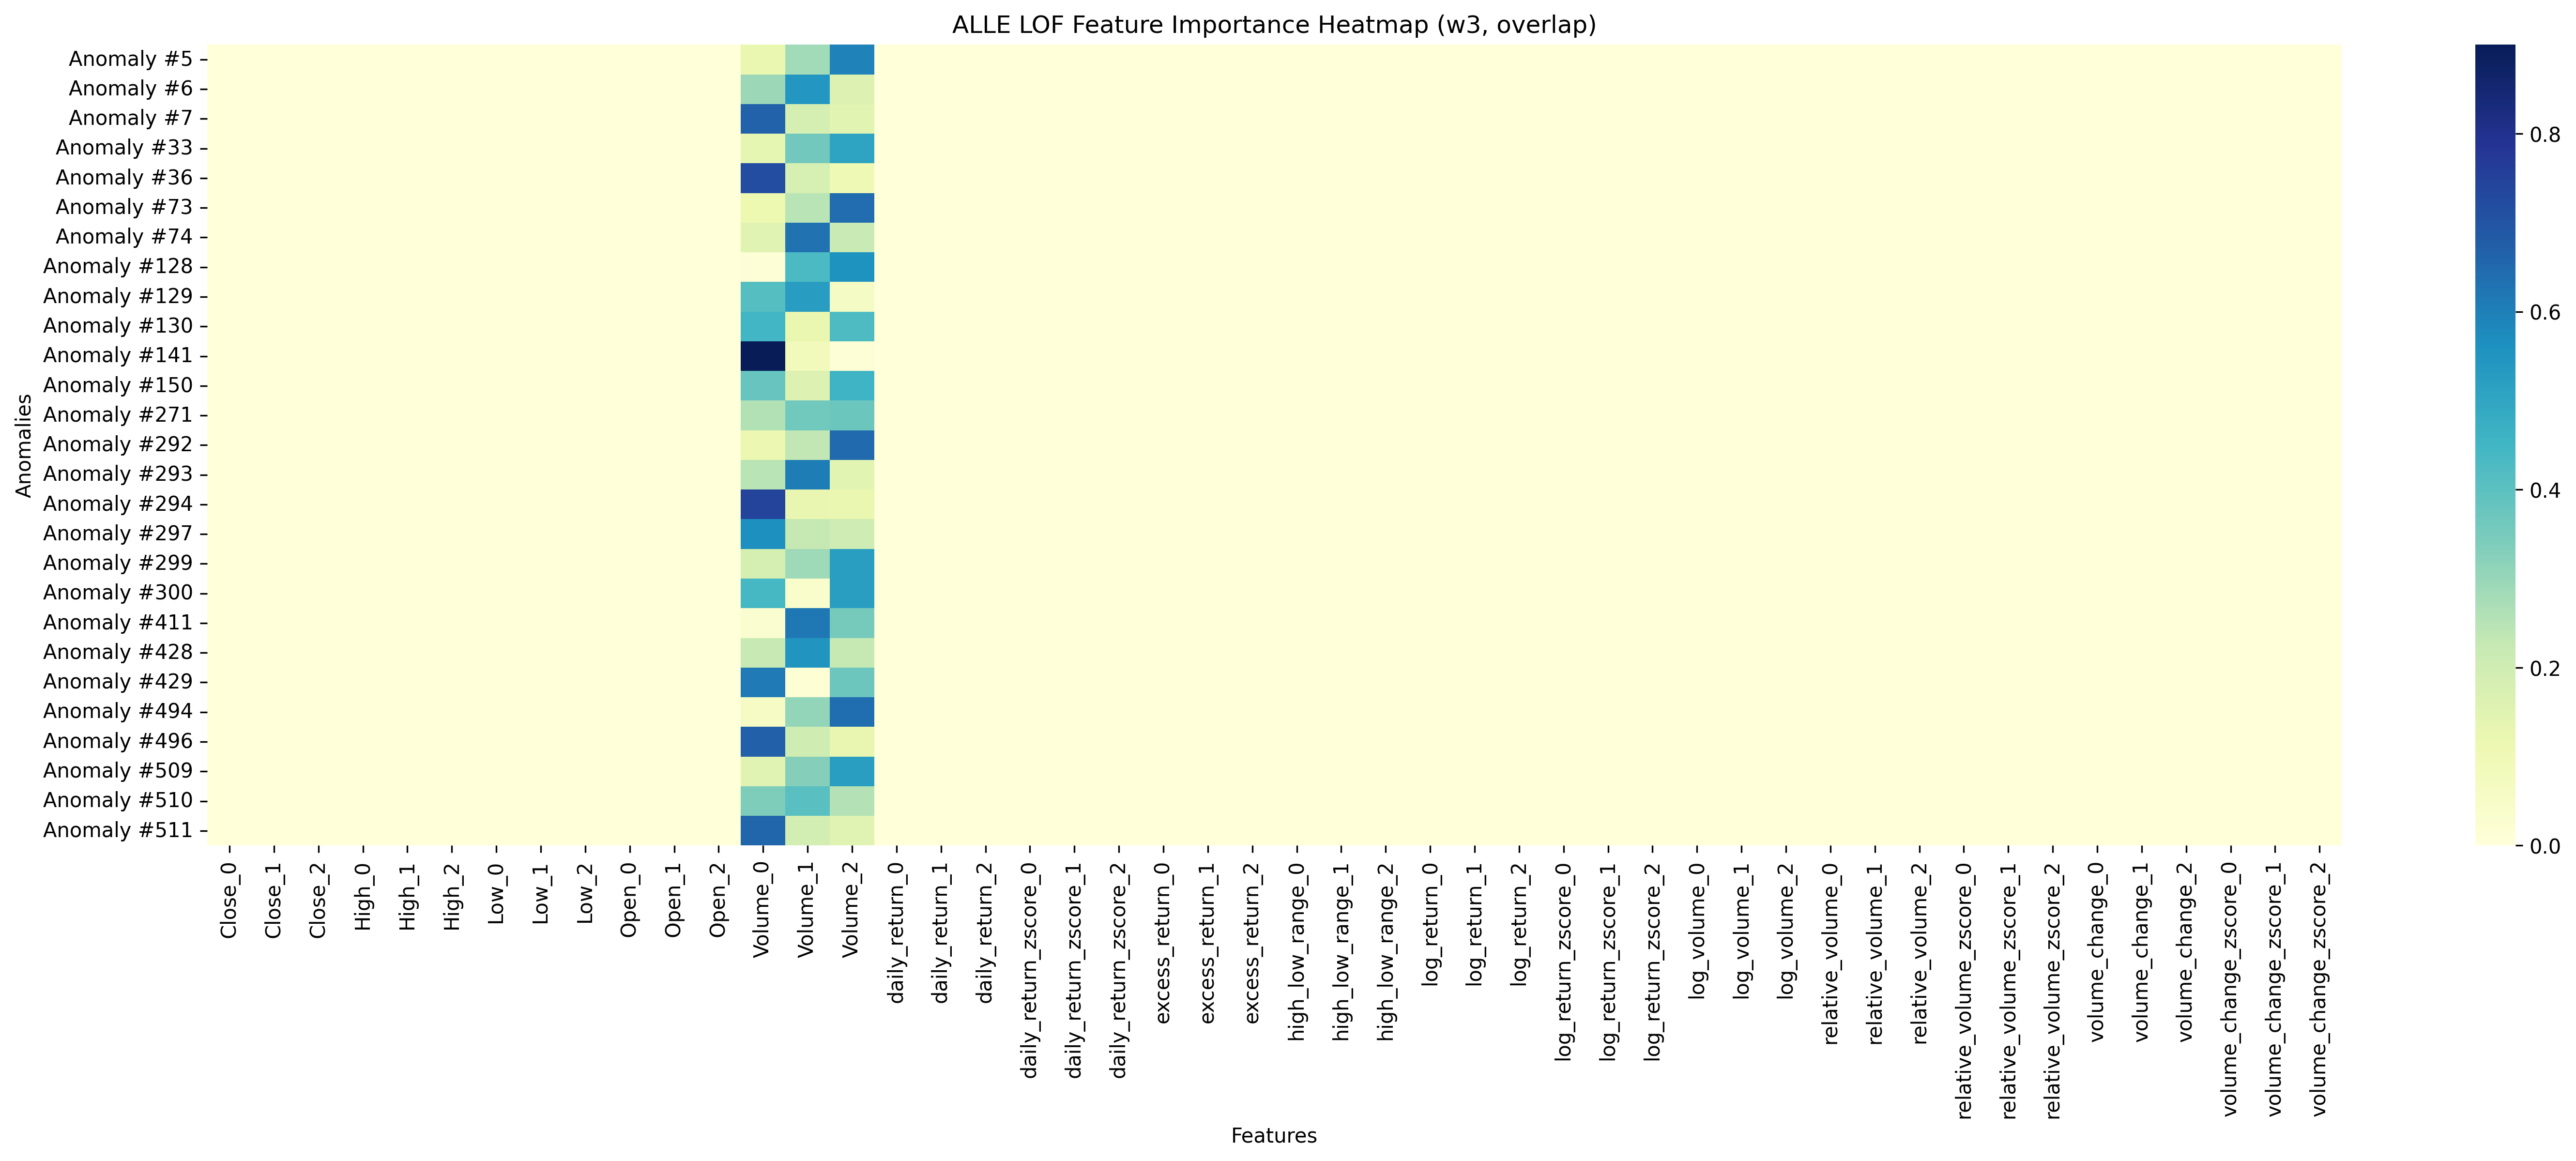 ALLE LOF Feature Importance Heatmap (w3, overlap)
Anomalies
Anomaly #5
Anomaly #6
Anomaly #7
Anomaly #33
Anomaly #36
Anomaly #73
Anomaly #74
Anomaly #128
Anomaly #129
Anomaly #130
Anomaly #141
Anomaly #150
Anomaly #271
Anomaly #292
Anomaly #293
Anomaly #294
Anomaly #297
Anomaly #299
Anomaly #300
Anomaly #411
Anomaly #428
Anomaly #429
Anomaly #494
Anomaly #496
Anomaly #509
Anomaly #510
Anomaly #511
0.8
0.6
0.4
0.2
0.0
Close_0
Close_1
Close_2
High_0
High_1
High_2
Low_0
Low_1
Low_2
Open_0
Open_1
Open_2
Volume_0
Volume_1
Volume_2
daily_return_0
daily_return_1
daily_return_2
daily_return_zscore_0
daily_return_zscore_1
daily_return_zscore_2
excess_return_0
excess_return_1
excess_return_2
high_low_range_0
high_low_range_1
high_low_range_2
log_return_0
log_return_1
log_return_2
log_return_zscore_0
log_return_zscore_1
log_return_zscore_2
log_volume_0
log_volume_1
log_volume_2
relative_volume_0
relative_volume_1
relative_volume_2
relative_volume_zscore_0
relative_volume_zscore_1
relative_volume_zscore_2
volume_change_0
volume_change_1
volume_change_2
volume_change_zscore_0
volume_change_zscore_1
volume_change_zscore_2
Features